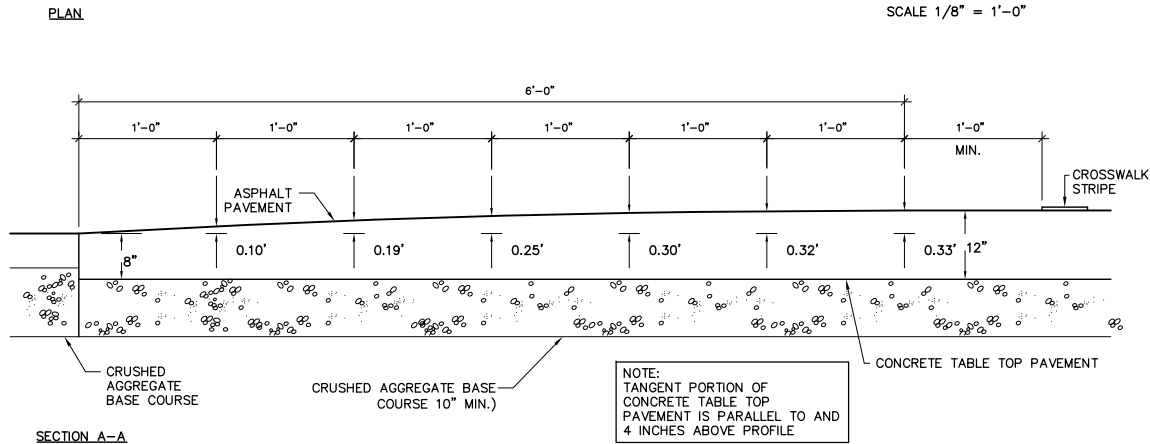 PLAN
SCALE 1/8" = 1'-0"
6'-0"
1'-0" 1'-0" 1'-0" 1'-0" 1'-0" 1'-0" 1'-0"
MIN.
ASPHALT
PAVEMENT
CROSSWALK
STRIPE
8" 0.10' 0.19' 0.25' 0.30' 0.32' 0.33' 12"
CRUSHED
AGGREGATE
BASE COURSE
CRUSHED AGGREGATE BASE
COURSE 10" MIN.)
NOTE:
TANGENT PORTION OF
CONCRETE TABLE TOP
PAVEMENT IS PARALLEL TO AND
4 INCHES ABOVE PROFILE
CONCRETE TABLE TOP PAVEMENT
SECTION A-A